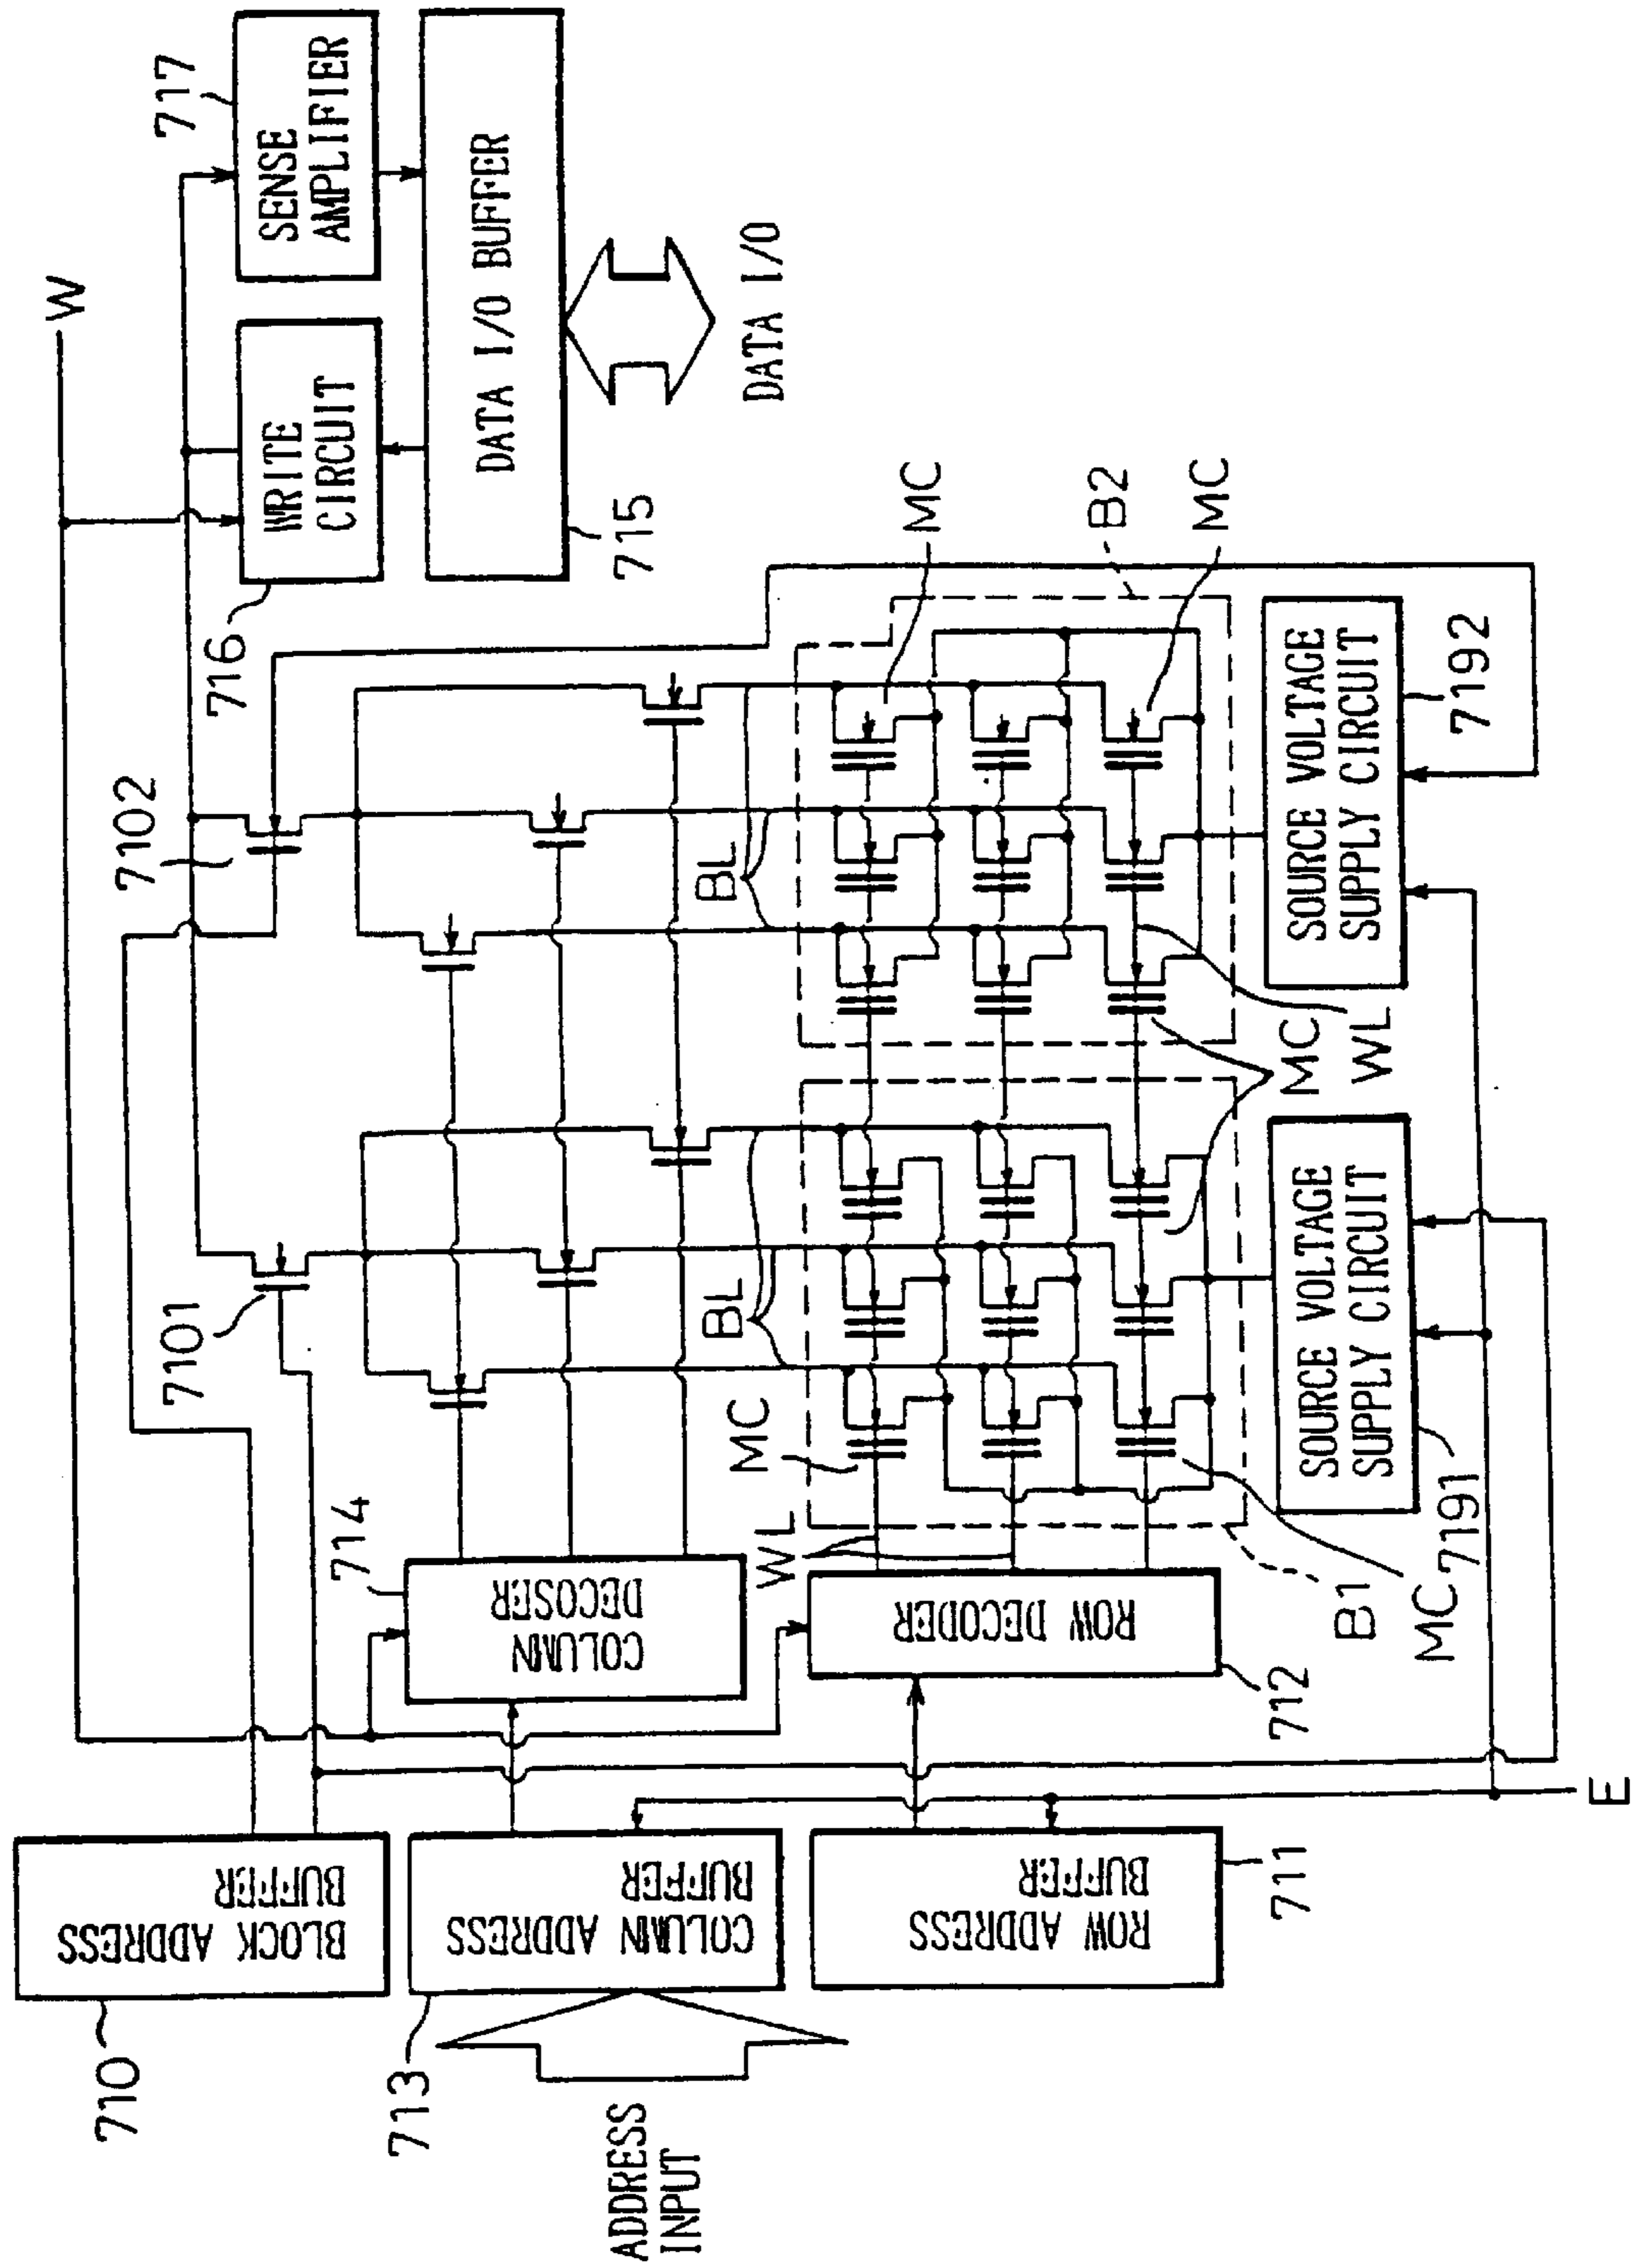 W
717
SENSE
AMPLIFIER
WRITE
CIRCUIT
716
DATA I/O BUFFER
715
DATA I/O
7102
7101
BL
BL
MC
B2
MC
MC
WL
MC
WL
MC
B1
SOURCE VOLTAGE
SUPPLY CIRCUIT
7192
SOURCE VOLTAGE
SUPPLY CIRCUIT
7191
714
COLUMN
DECOSER
ROW DECODER
712
BLOCK ADDRESS
BUFFER
710
COLUMN ADDRESS
BUFFER
713
ROW ADDRESS
BUFFER
711
ADDRESS
INPUT
E